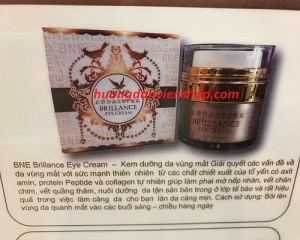 BNE
BNE
huongdatvietshop.com
BRILLANCE
EYE CREAM
BRILLANCE
EYE CREAM
BNE Brillance Eye Cream – Kem dưỡng da vùng mắt Giải quyết các vấn đề về
da vùng mắt với sức mạnh thiên nhiên từ các chất chiết xuất của tổ yến có axit
amin, protein Peptide và collagen tự nhiên giúp làm phai mờ nếp nhăn, vết chân
chim, vết quầng thâm, nuôi dưỡng da tận sân bên trong ở lớp tế bào và rất hiệu
quả trong việc làm căng da cho bạn làn da căng mịn. Cách sử dụng: Bôi lên
vùng da quanh mắt vào các buổi sáng – chiều hàng ngày